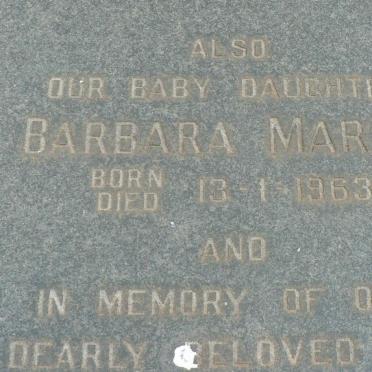 ALSO
OUR BABY DAUGHTE
BARBARA MAR
BORN
DIED 13-1-1963
AND
IN MEMORY OF O
DEARLY BELOVED